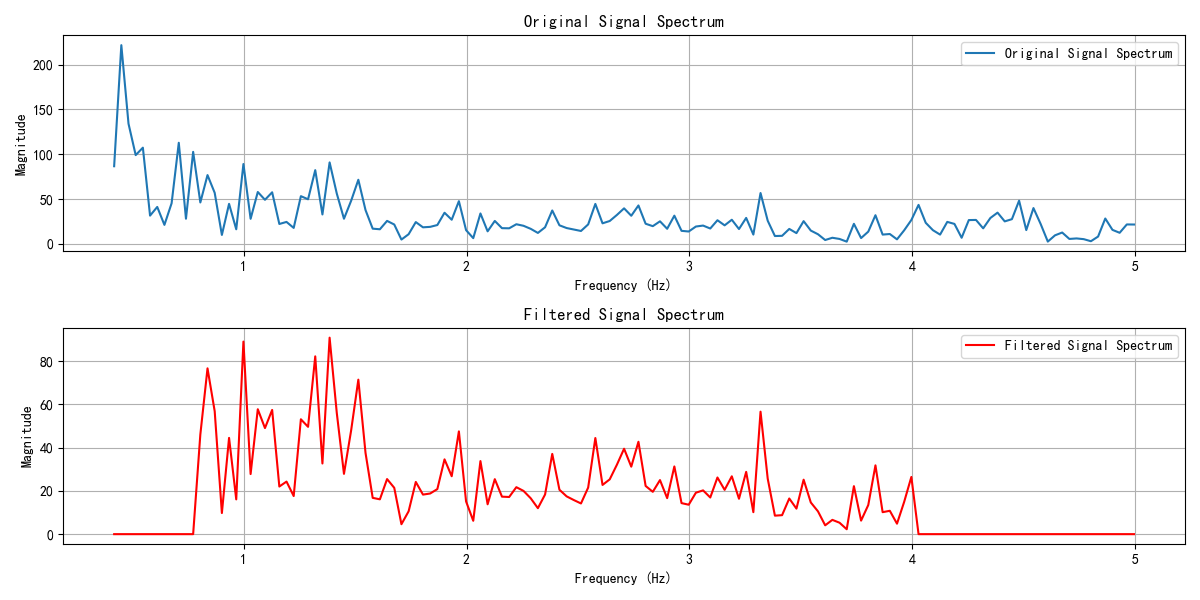 Original Signal Spectrum
Original Signal Spectrum
200
150
100
50
0
Magnitude
1 2 3 4 5
Frequency (Hz)
Filtered Signal Spectrum
Filtered Signal Spectrum
80
60
40
20
0
Magnitude
1 2 3 4 5
Frequency (Hz)